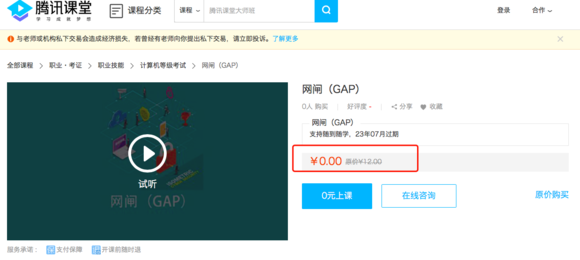 腾讯课堂
学习成就梦想
课程分类
课程
腾讯课堂大师班
登录
合作
与老师或机构私下交易会造成经济损失，若曾经有老师向你提出私下交易，请立即投诉。了解更多
全部课程 > 职业·考证 > 职业技能 > 计算机等级考试 > 网闸（GAP）
试听
网闸（GAP）
网闸（GAP）
0人 购买
好评度 -
分享
收藏
网闸（GAP）
支持随到随学，23年07月过期
￥0.00 原价¥12.00
0元上课
在线咨询
原价购买
服务承诺：
支付保障
开课前随时退